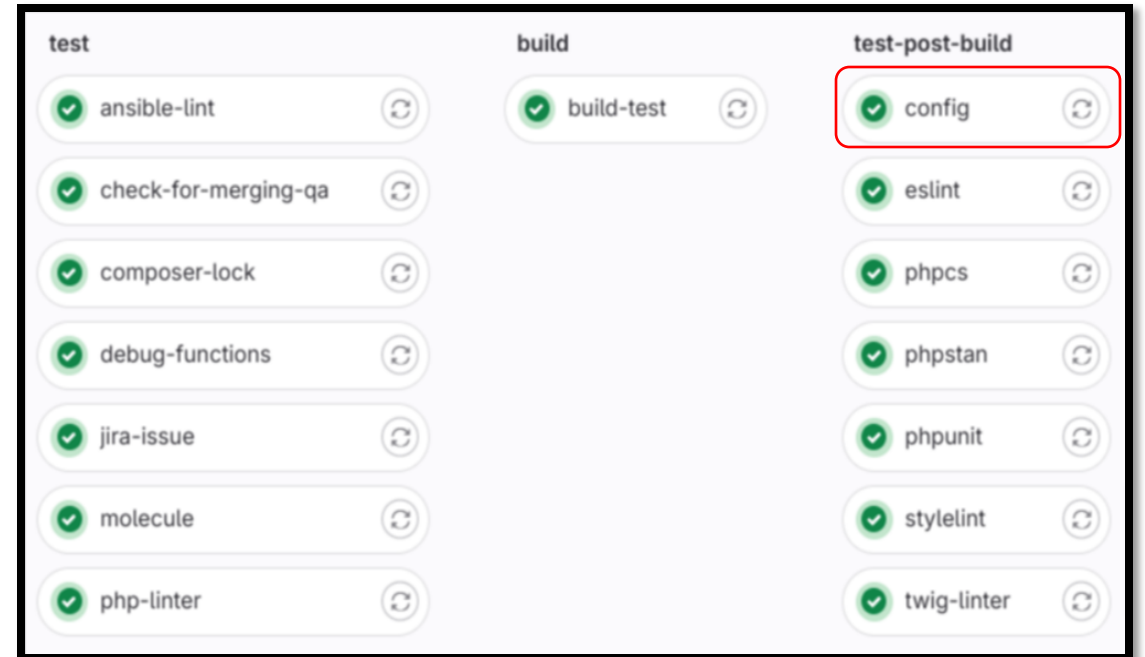 test
ansible-lint
check-for-merging-qa
composer-lock
debug-functions
jira-issue
molecule
php-linter
build
build-test
test-post-build
config
eslint
phpcs
phpstan
phpunit
stylelint
twig-linter